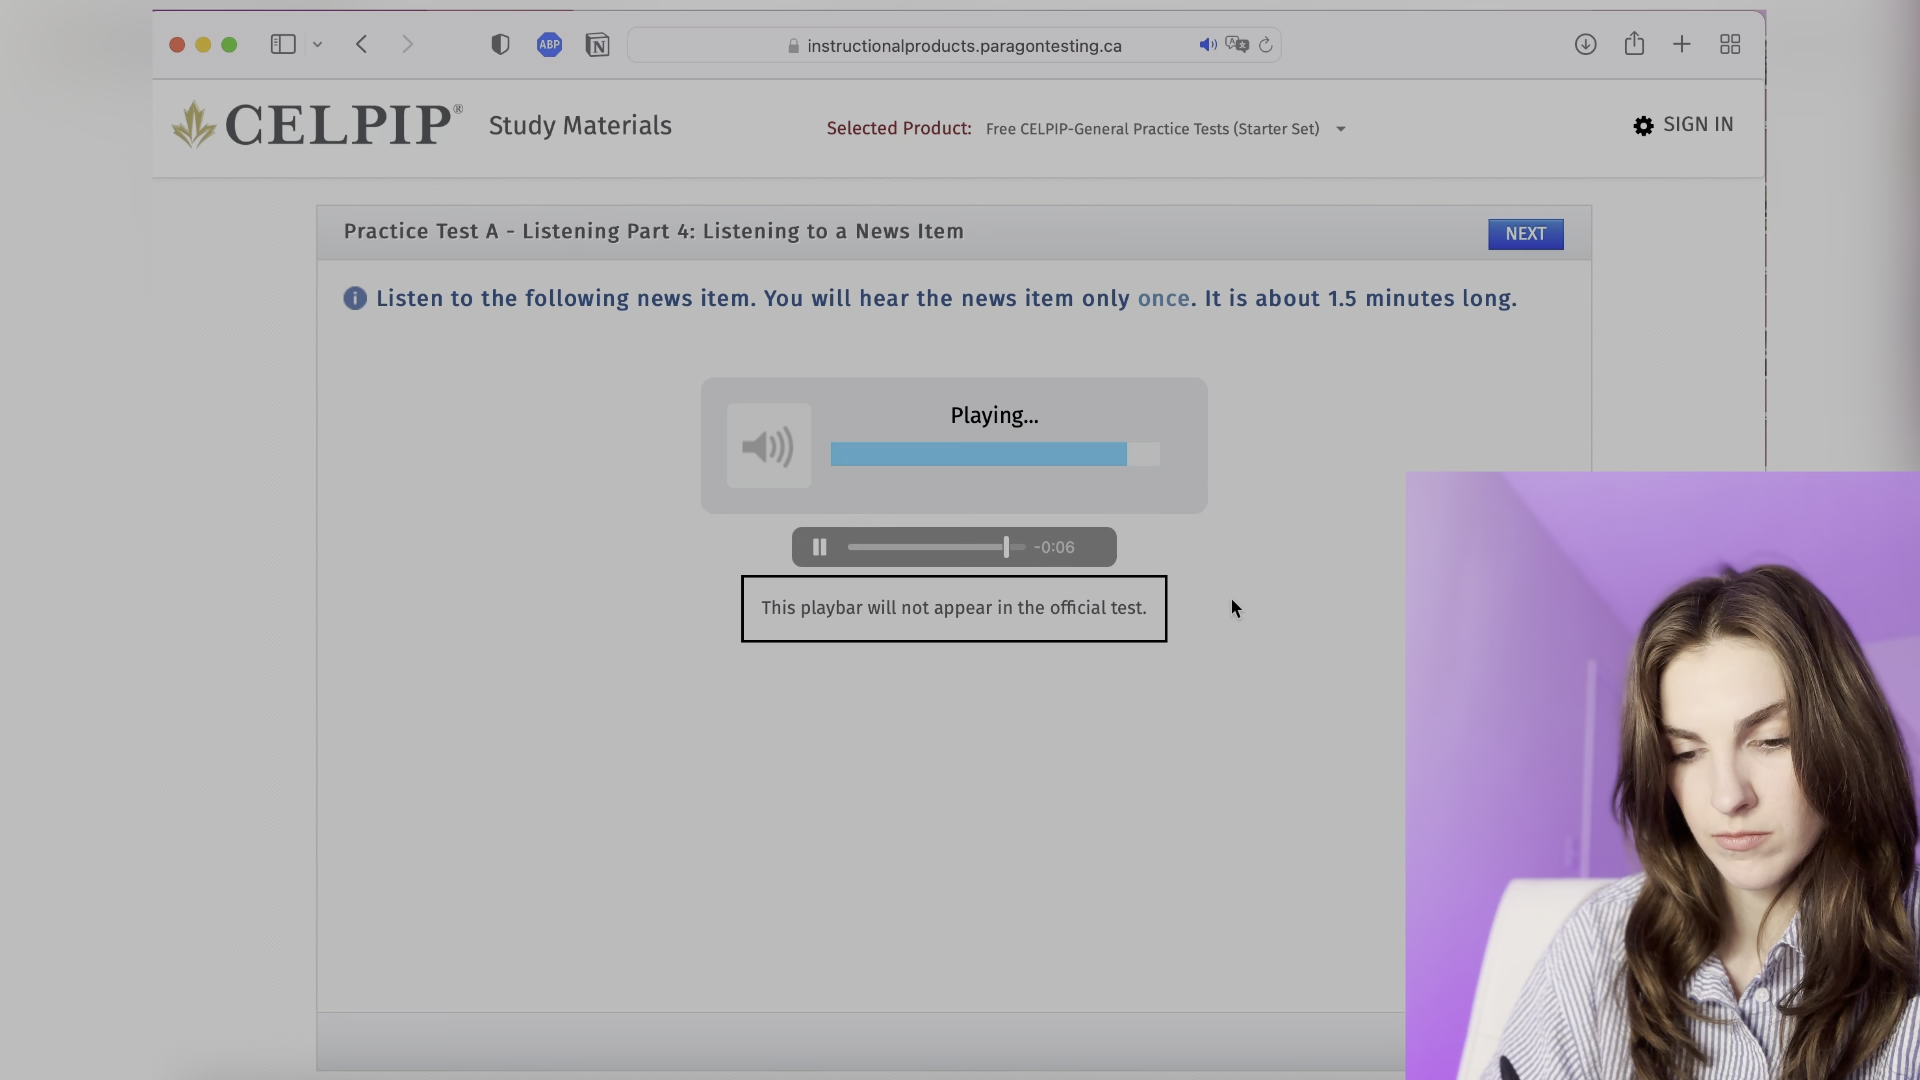 ABP
N
instructionalproducts.paragontesting.ca
CELPIP®
Study Materials
Selected Product: Free CELPIP-General Practice Tests (Starter Set)
SIGN IN
Practice Test A - Listening Part 4: Listening to a News Item
NEXT
Listen to the following news item. You will hear the news item only once. It is about 1.5 minutes long.
Playing...
-0:06
This playbar will not appear in the official test.